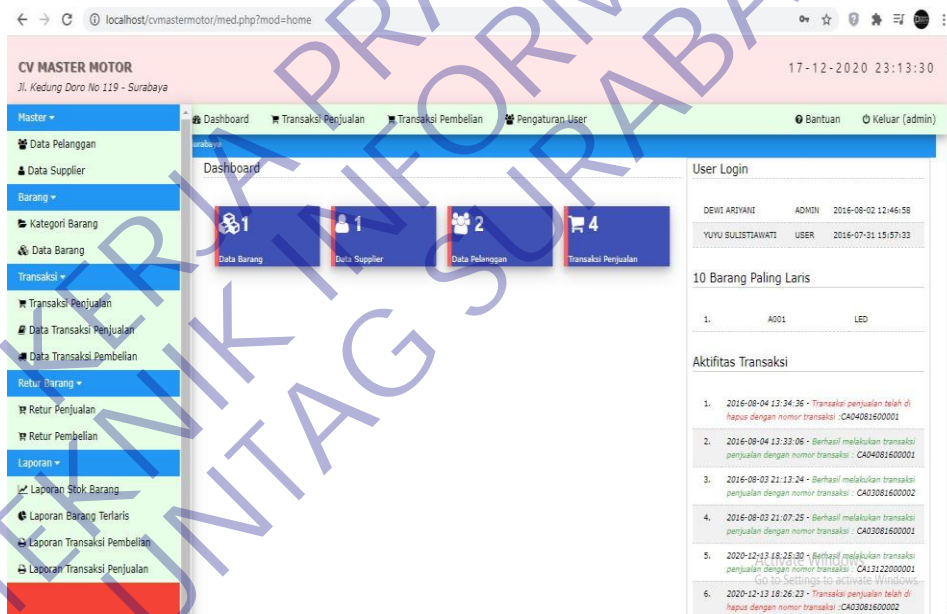 localhost/cvmastermotor/med.php?mod=home
CV MASTER MOTOR
Jl. Kedung Doro No 119 - Surabaya
17-12-2020 23:13:30
Master
Data Pelanggan
Data Supplier
Barang
Kategori Barang
Data Barang
Transaksi
Transaksi Penjualan
Data Transaksi Penjualan
Data Transaksi Pembelian
Retur Barang
Retur Penjualan
Retur Pembelian
Laporan
Laporan Stok Barang
Laporan Barang Terlaris
Laporan Transaksi Pembelian
Laporan Transaksi Penjualan
Dashboard Transaksi Penjualan Transaksi Pembelian Pengaturan User Bantuan Keluar (admin)
urabaya
Dashboard
1
Data Barang
1
Data Supplier
2
Data Pelanggan
4
Transaksi Penjualan
User Login
DEWI ARIYANI ADMIN 2016-08-02 12:46:58
YUYU SULISTIAWATI USER 2016-07-31 15:57:33
10 Barang Paling Laris
1. A001 LED
Aktifitas Transaksi
1. 2016-08-04 13:34:36 - Transaksi penjualan telah di
hapus dengan nomor transaksi :CA04081600001
2. 2016-08-04 13:33:06 - Berhasil melakukan transaksi
penjualan dengan nomor transaksi : CA04081600001
3. 2016-08-03 21:13:24 - Berhasil melakukan transaksi
penjualan dengan nomor transaksi : CA03081600002
4. 2016-08-03 21:07:25 - Berhasil melakukan transaksi
penjualan dengan nomor transaksi : CA03081600001
5. 2020-12-13 18:25:30 - Berhasil melakukan transaksi
penjualan dengan nomor transaksi : CA13122000001
6. 2020-12-13 18:26:23 - Transaksi penjualan telah di
hapus dengan nomor transaksi :CA03081600002
Activate Windows
Go to Settings to activate Windows.
KERJA PRA
TEKNIK INFORM
UNTAG SURABA